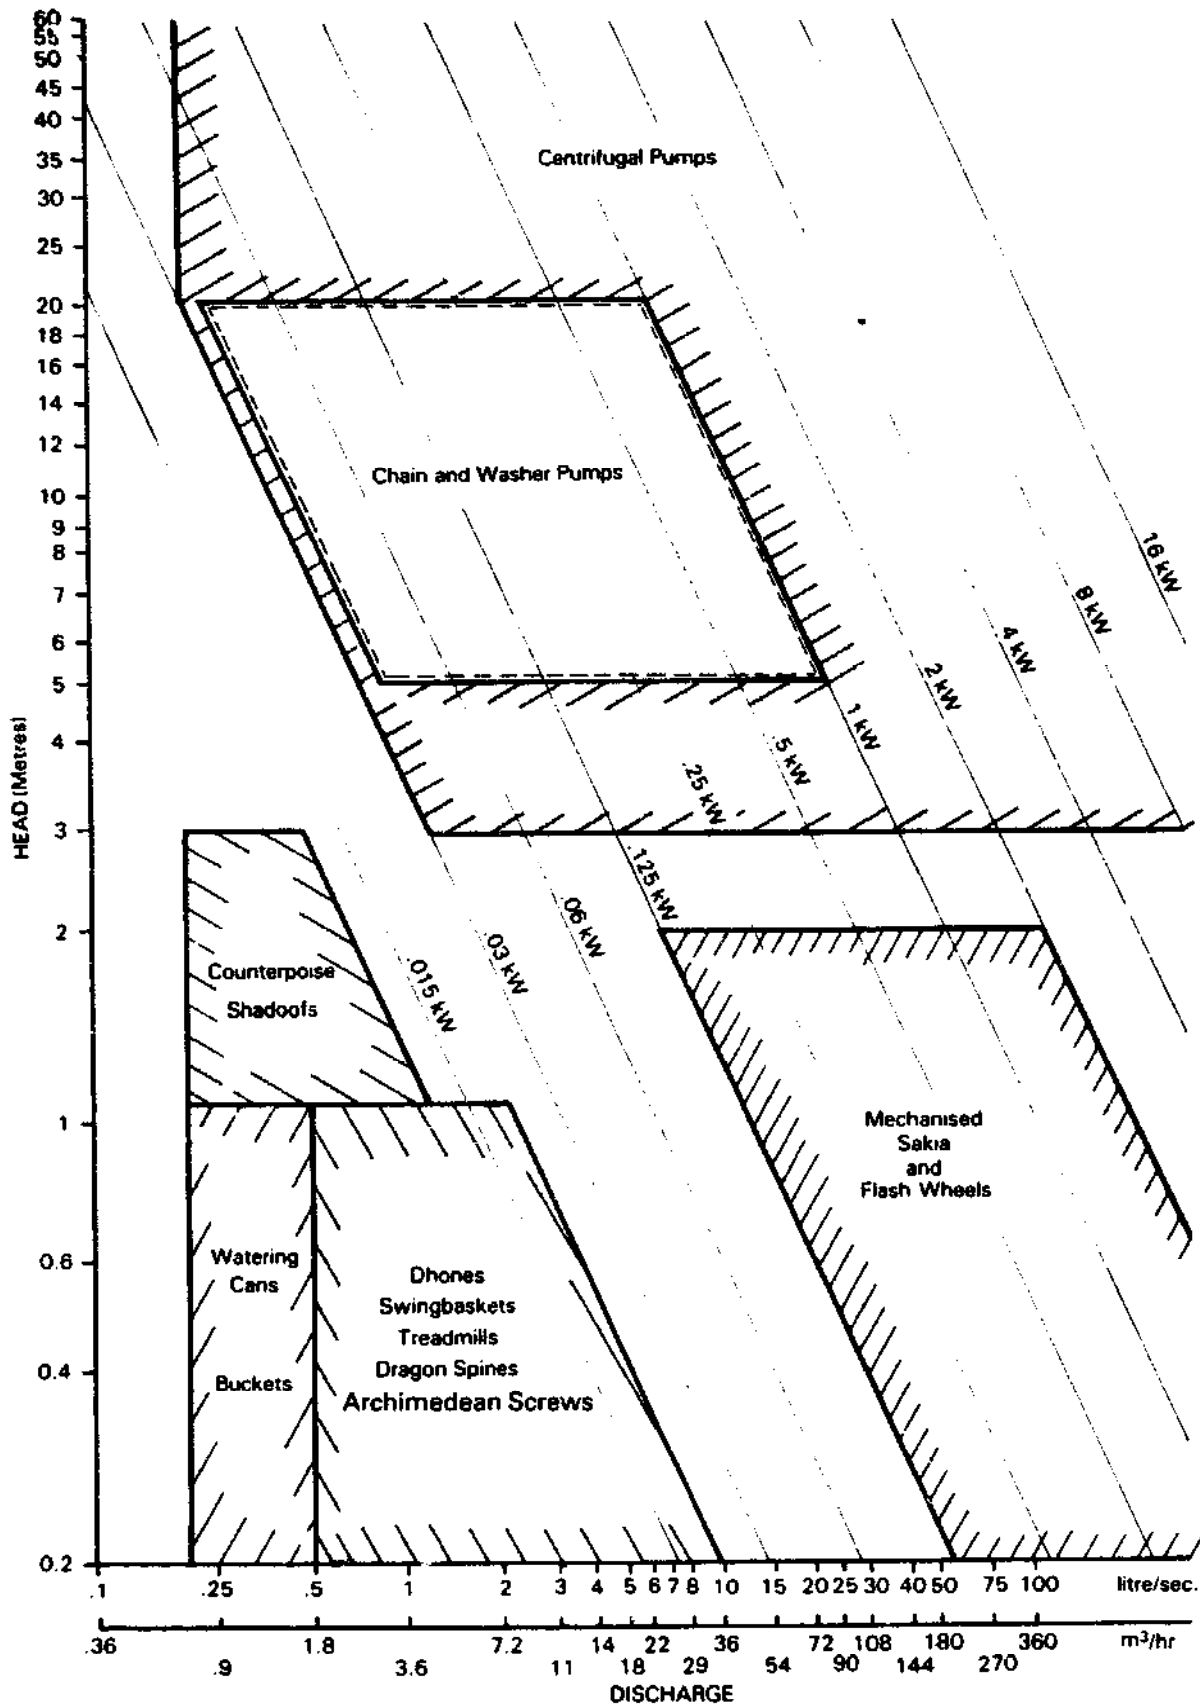 60
55
50
45
40
35
30
25
20
18
16
14
12
10
9
8
7
6
5
4
3
2
1
0.6
0.4
0.2
HEAD (Metres)
Centrifugal Pumps
Chain and Washer Pumps
16 kW
8 kW
4 kW
2 kW
1 kW
.5 kW
.25 kW
.125 kW
.06 kW
.03 kW
.015 kW
Counterpoise
Shadoofs
Mechanised
Sakia
and
Flash Wheels
Watering
Cans
Buckets
Dhones
Swingbaskets
Treadmills
Dragon Spines
Archimedean Screws
.1 .25 .5 1 2 3 4 5 6 7 8 10 15 20 25 30 40 50 75 100 litre/sec.
.36 1.8 7.2 14 22 36 72 108 180 360 m³/hr
.9 3.6 11 18 29 54 90 144 270
DISCHARGE